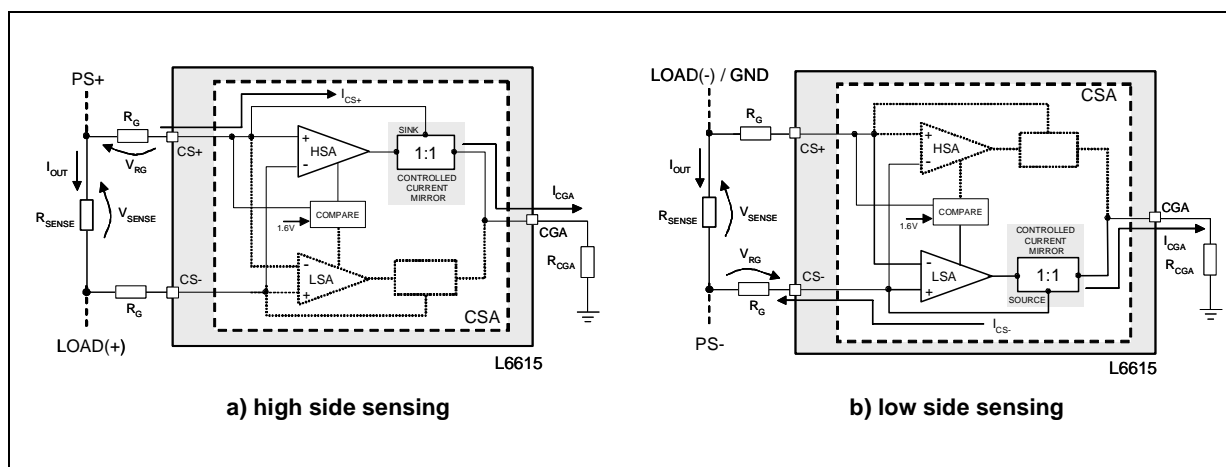 PS+
I_CS+
R_G
CS+
V_RG
I_OUT
R_SENSE
V_SENSE
+
HSA
-
SINK
1:1
CONTROLLED
CURRENT
MIRROR
COMPARE
1.6V
I_CGA
CGA
R_CGA
-
LSA
+
CS-
R_G
CSA
LOAD(+)
L6615
a) high side sensing
LOAD(-) / GND
CSA
R_G
CS+
I_OUT
R_SENSE
V_SENSE
+
HSA
-
COMPARE
1.6V
CGA
I_CGA
R_CGA
CONTROLLED
CURRENT
MIRROR
1:1
SOURCE
V_RG
CS-
-
LSA
+
R_G
I_CS-
PS-
L6615
b) low side sensing